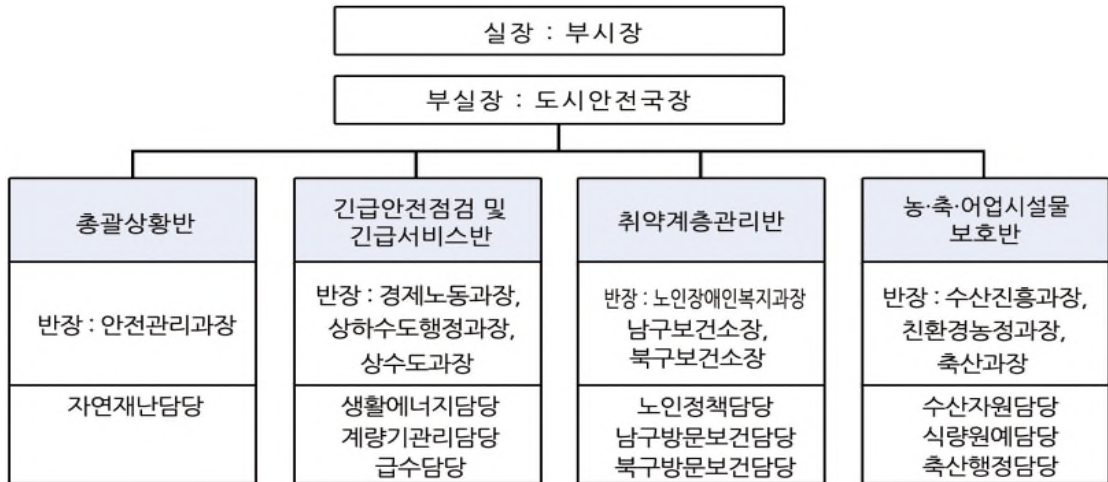 실장 : 부시장
부실장 : 도시안전국장
총괄상황반
반장 : 안전관리과장
자연재난담당
긴급안전점검 및
긴급서비스반
반장 : 경제노동과장,
상하수도행정과장,
상수도과장
생활에너지담당
계량기관리담당
급수담당
취약계층관리반
반장 : 노인장애인복지과장
남구보건소장,
북구보건소장
노인정책담당
남구방문보건담당
북구방문보건담당
농·축·어업시설물
보호반
반장 : 수산진흥과장,
친환경농정과장,
축산과장
수산자원담당
식량원예담당
축산행정담당